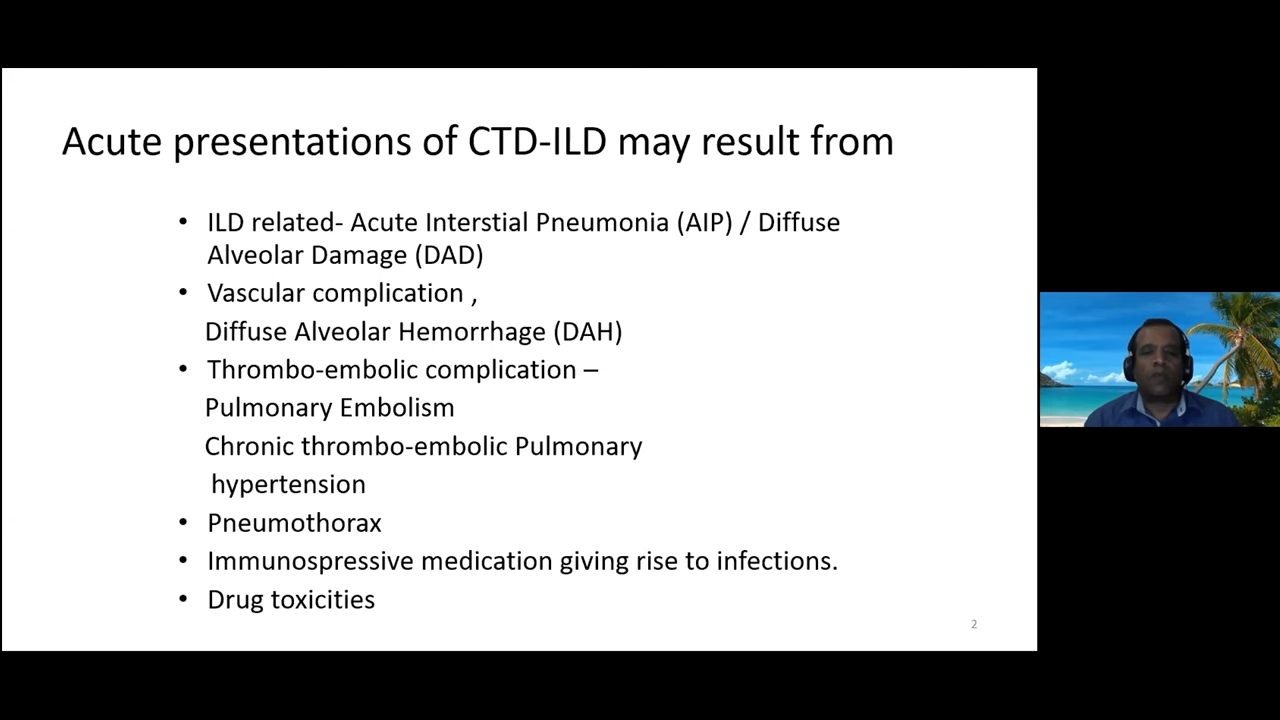 Acute presentations of CTD-ILD may result from
• ILD related- Acute Interstial Pneumonia (AIP) / Diffuse
Alveolar Damage (DAD)
• Vascular complication ,
Diffuse Alveolar Hemorrhage (DAH)
• Thrombo-embolic complication –
Pulmonary Embolism
Chronic thrombo-embolic Pulmonary
hypertension
• Pneumothorax
• Immunospressive medication giving rise to infections.
• Drug toxicities
2